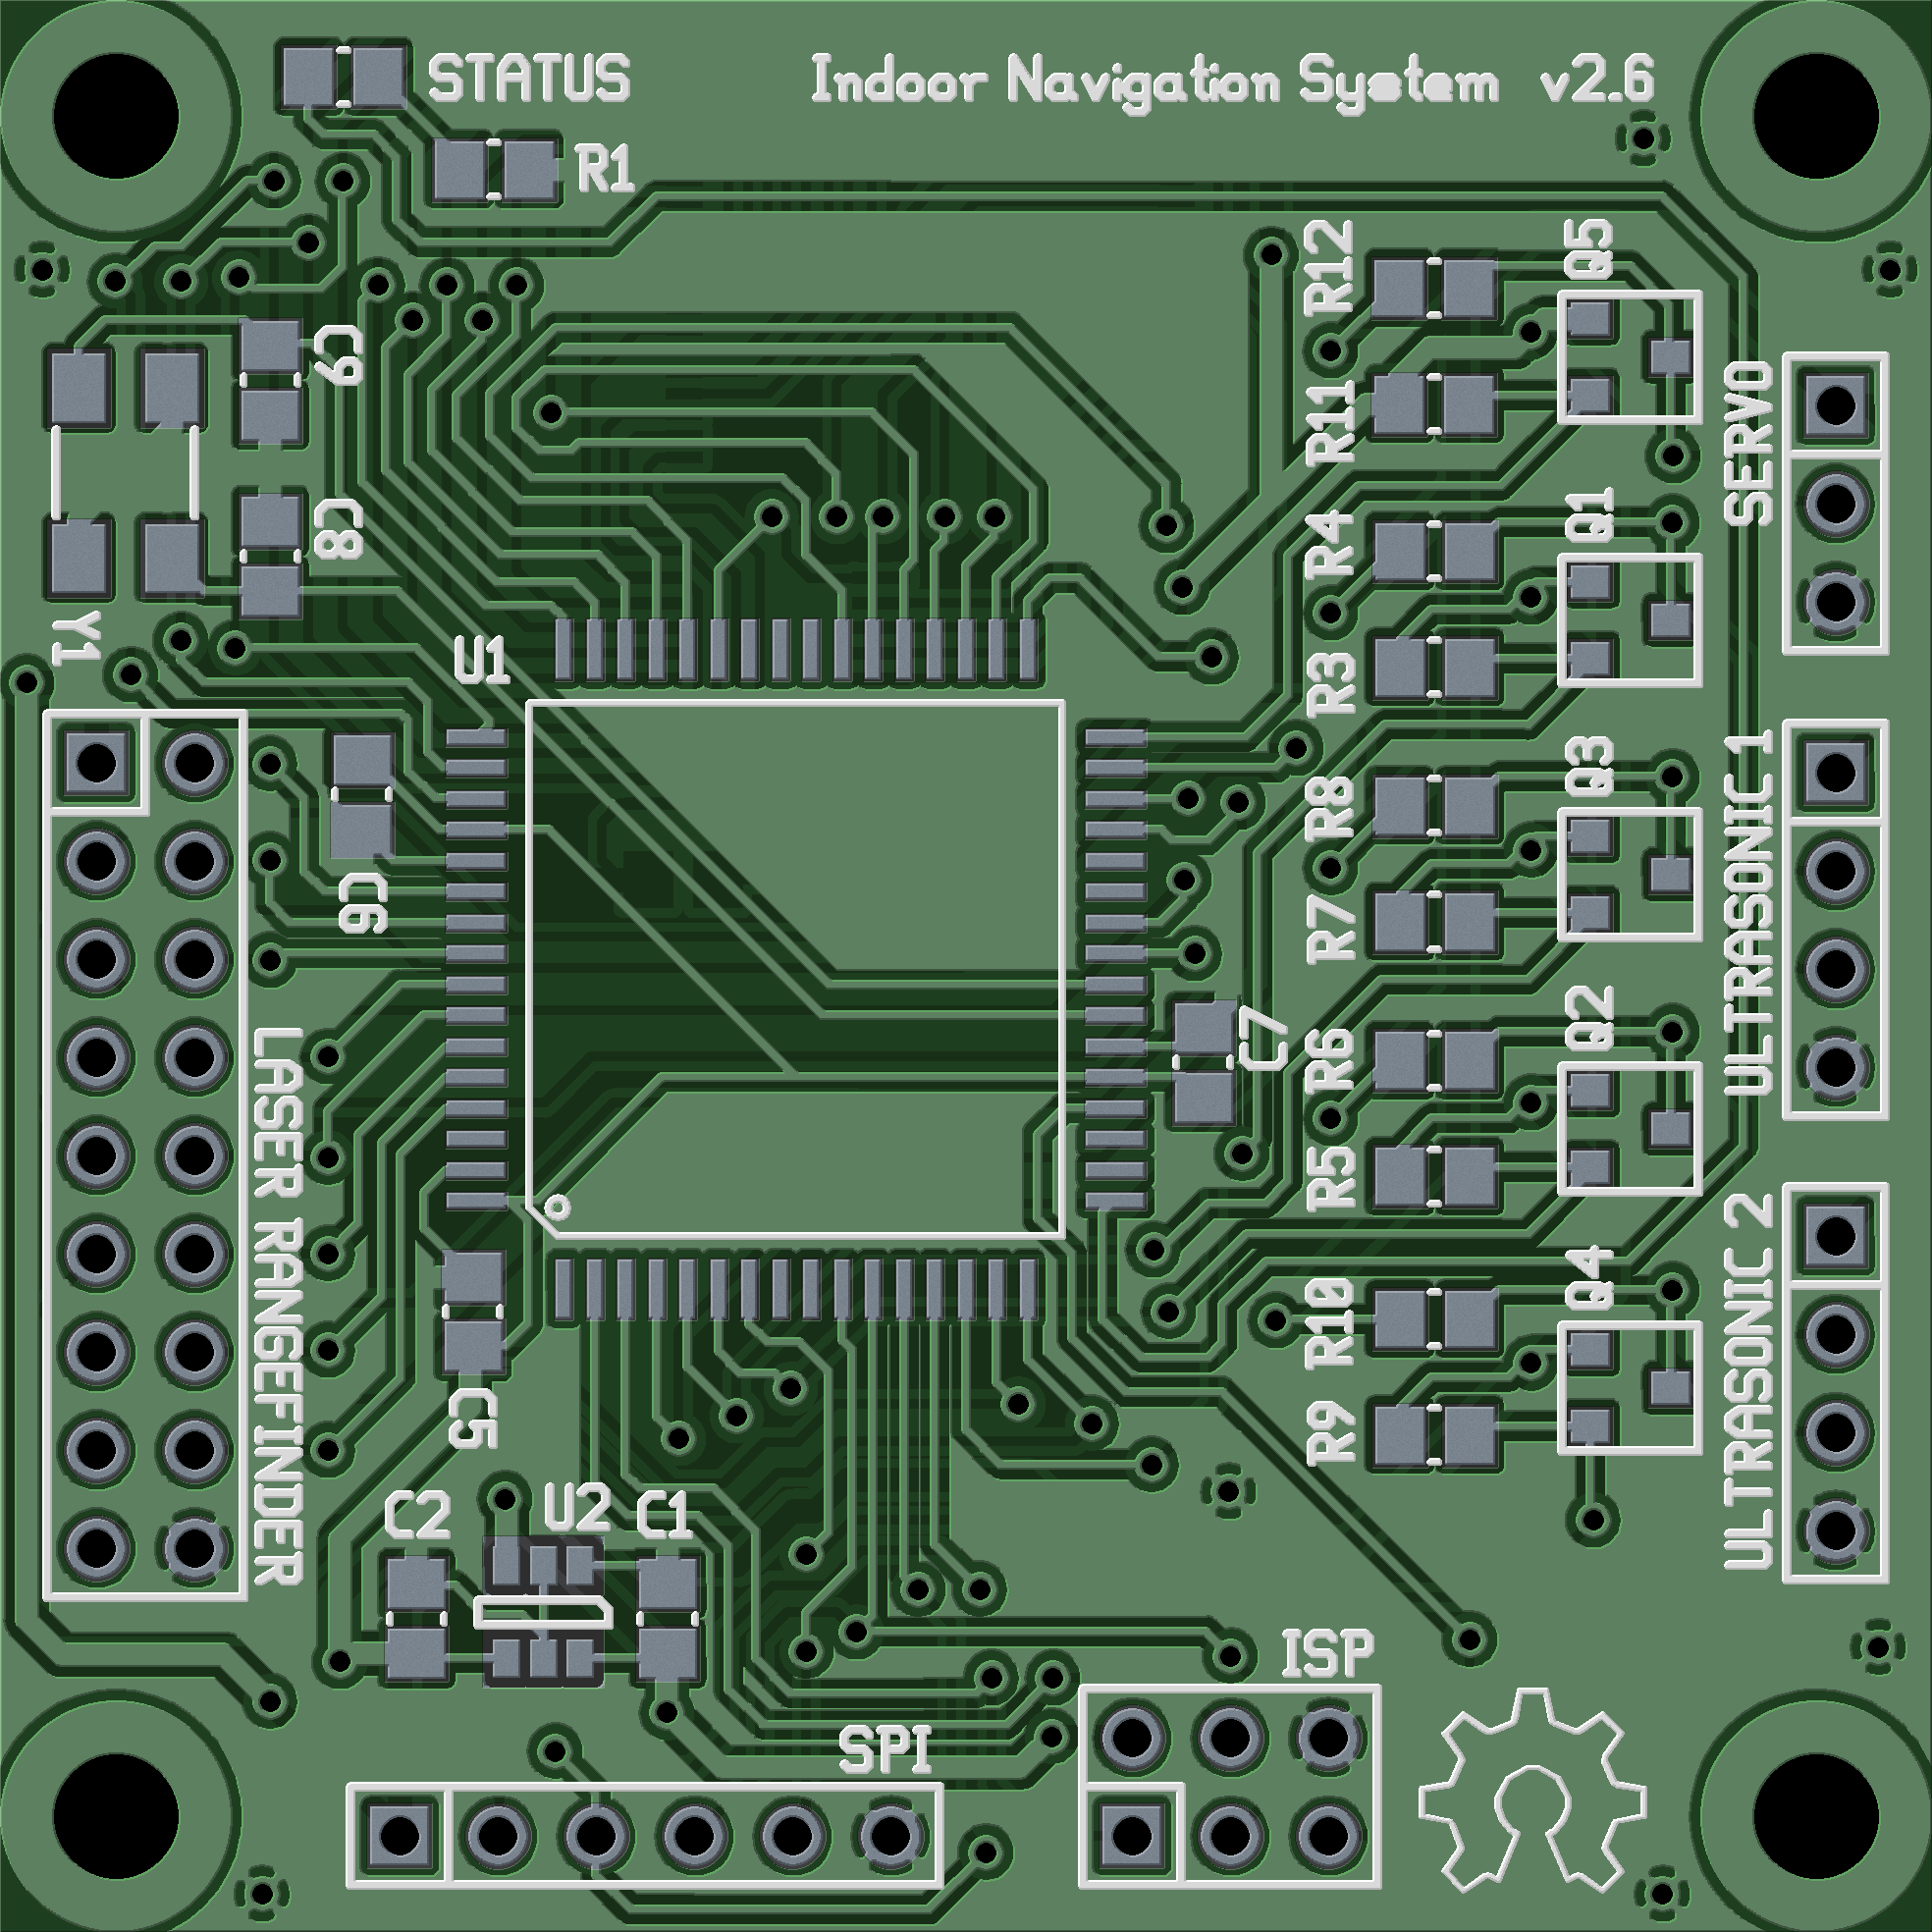 STATUS
Indoor Navigation System v2.6
R1
R12
Q5
C9
R11
SERVO
C8
R4
Q1
Y1
U1
R3
Q3
R8
ULTRASONIC 1
C6
R7
Q2
C7
R6
LASER RANGEFINDER
R5
ULTRASONIC 2
Q4
R10
C5
R9
C2
U2
C1
ISP
SPI